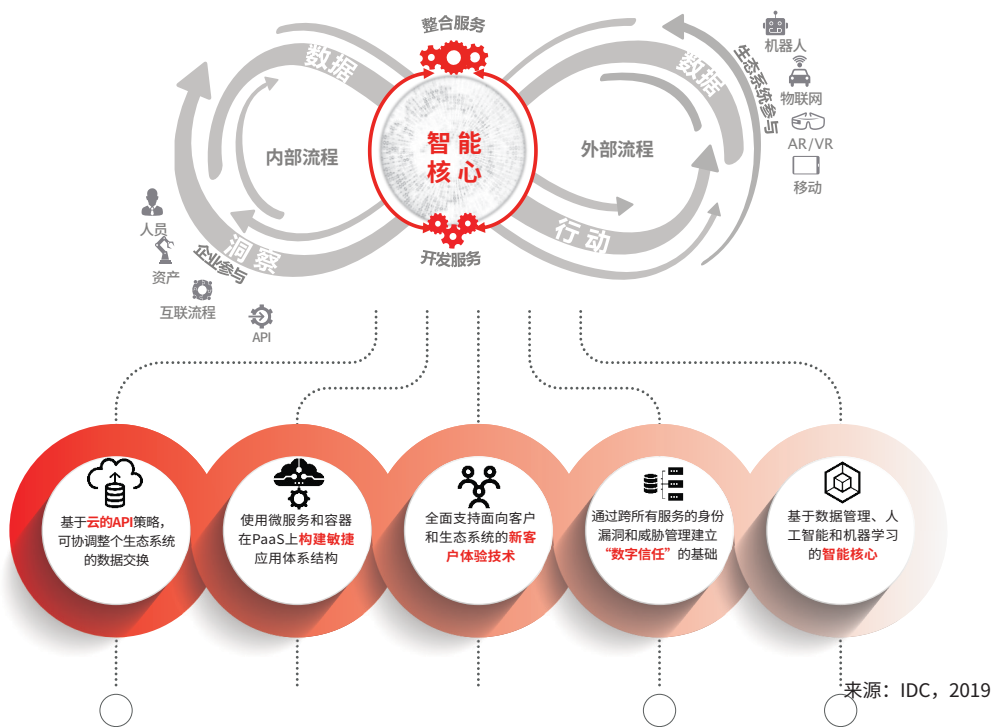 整合服务
数据
数据
生态系统参与
机器人
物联网
AR/VR
移动
内部流程
智能
核心
外部流程
人员
资产
互联流程
API
企业参与
洞察
行动
开发服务
基于云的API策略，
可协调整个生态系统
的数据交换
使用微服务和容器
在PaaS上构建敏捷
应用体系结构
全面支持面向客户
和生态系统的新客
户体验技术
通过跨所有服务的身份
漏洞和威胁管理建立
“数字信任”的基础
基于数据管理、人
工智能和机器学习
的智能核心
来源：IDC，2019